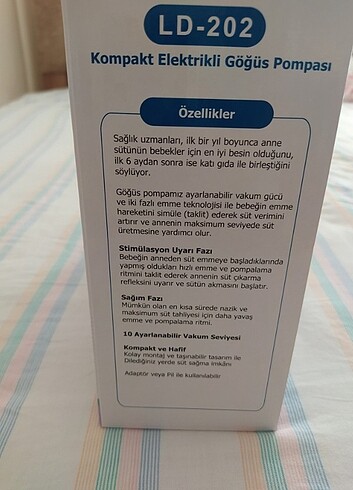 LD-202
Kompakt Elektrikli Göğüs Pompası
Özellikler
Sağlık uzmanları, ilk bir yıl boyunca anne
sütünün bebekler için en iyi besin olduğunu,
ilk 6 aydan sonra ise katı gıda ile birleştiğini
söylüyor.
Göğüs pompamız ayarlanabilir vakum gücü
ve iki fazlı emme teknolojisi ile bebeğin emme
hareketini simüle (taklit) ederek süt verimini
artırır ve annenin maksimum seviyede süt
üretmesine yardımcı olur.
Stimülasyon Uyarı Fazı
Bebeğin anneden süt emmeye başladıklarında
yapmış oldukları hızlı emme ve pompalama
ritmini taklit ederek annenin süt çıkarma
refleksini uyarır ve sütün akmasını başlatır.
Sağım Fazı
Mümkün olan en kısa sürede nazik ve
maksimum süt tahliyesi için daha yavaş
emme ve pompalama ritmi.
10 Ayarlanabilir Vakum Seviyesi
Kompakt ve Hafif
Kolay montaj ve taşınabilir tasarım ile
Dilediğiniz yerde süt sağma imkânı
Adaptör veya Pil ile kullanılabilir